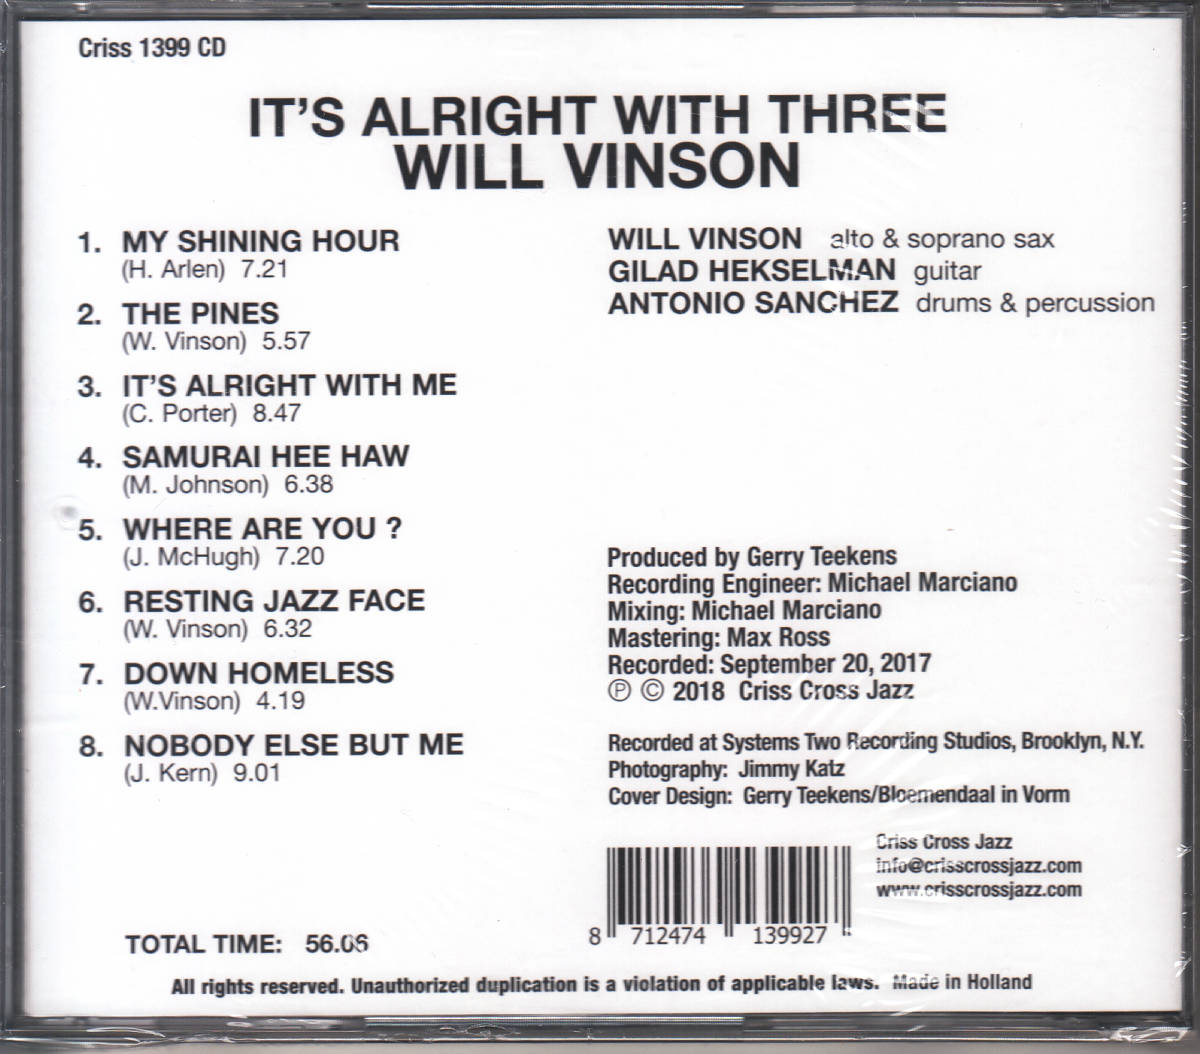 Criss 1399 CD
IT'S ALRIGHT WITH THREE
WILL VINSON
1. MY SHINING HOUR
(H. Arlen) 7.21
2. THE PINES
(W. Vinson) 5.57
3. IT'S ALRIGHT WITH ME
(C. Porter) 8.47
4. SAMURAI HEE HAW
(M. Johnson) 6.38
5. WHERE ARE YOU ?
(J. McHugh) 7.20
6. RESTING JAZZ FACE
(W. Vinson) 6.32
7. DOWN HOMELESS
(W.Vinson) 4.19
8. NOBODY ELSE BUT ME
(J. Kern) 9.01
TOTAL TIME: 56.06
WILL VINSON alto & soprano sax
GILAD HEKSELMAN guitar
ANTONIO SANCHEZ drums & percussion
Produced by Gerry Teekens
Recording Engineer: Michael Marciano
Mixing: Michael Marciano
Mastering: Max Ross
Recorded: September 20, 2017
℗ © 2018 Criss Cross Jazz
Recorded at Systems Two Recording Studios, Brooklyn, N.Y.
Photography: Jimmy Katz
Cover Design: Gerry Teekens/Bloemendaal in Vorm
Criss Cross Jazz
info@crisscrossjazz.com
www.crisscrossjazz.com
8 712474 139927
All rights reserved. Unauthorized duplication is a violation of applicable laws. Made in Holland